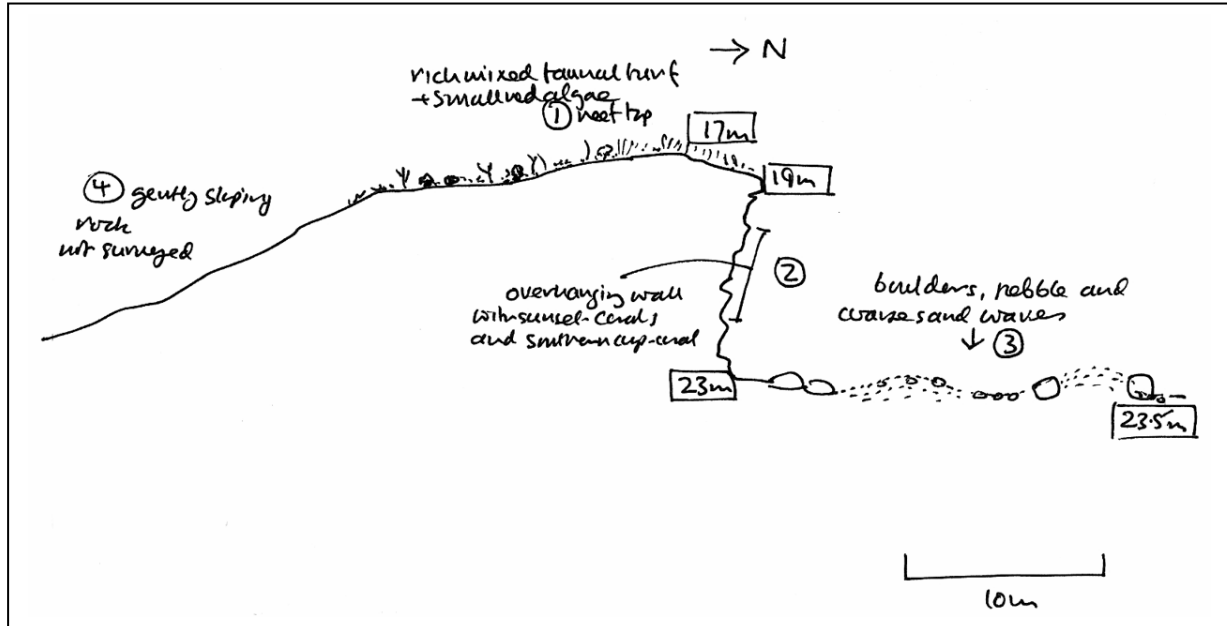 → N
rich mixed faunal turf
+ small red algae
① reef top
17m
19m
④ gently sloping
rock
not surveyed
②
overhanging wall
with sunset-corals
and southern cup-coral
boulders, pebble and
coarse sand waves
↓ ③
23m
23.5m
10m